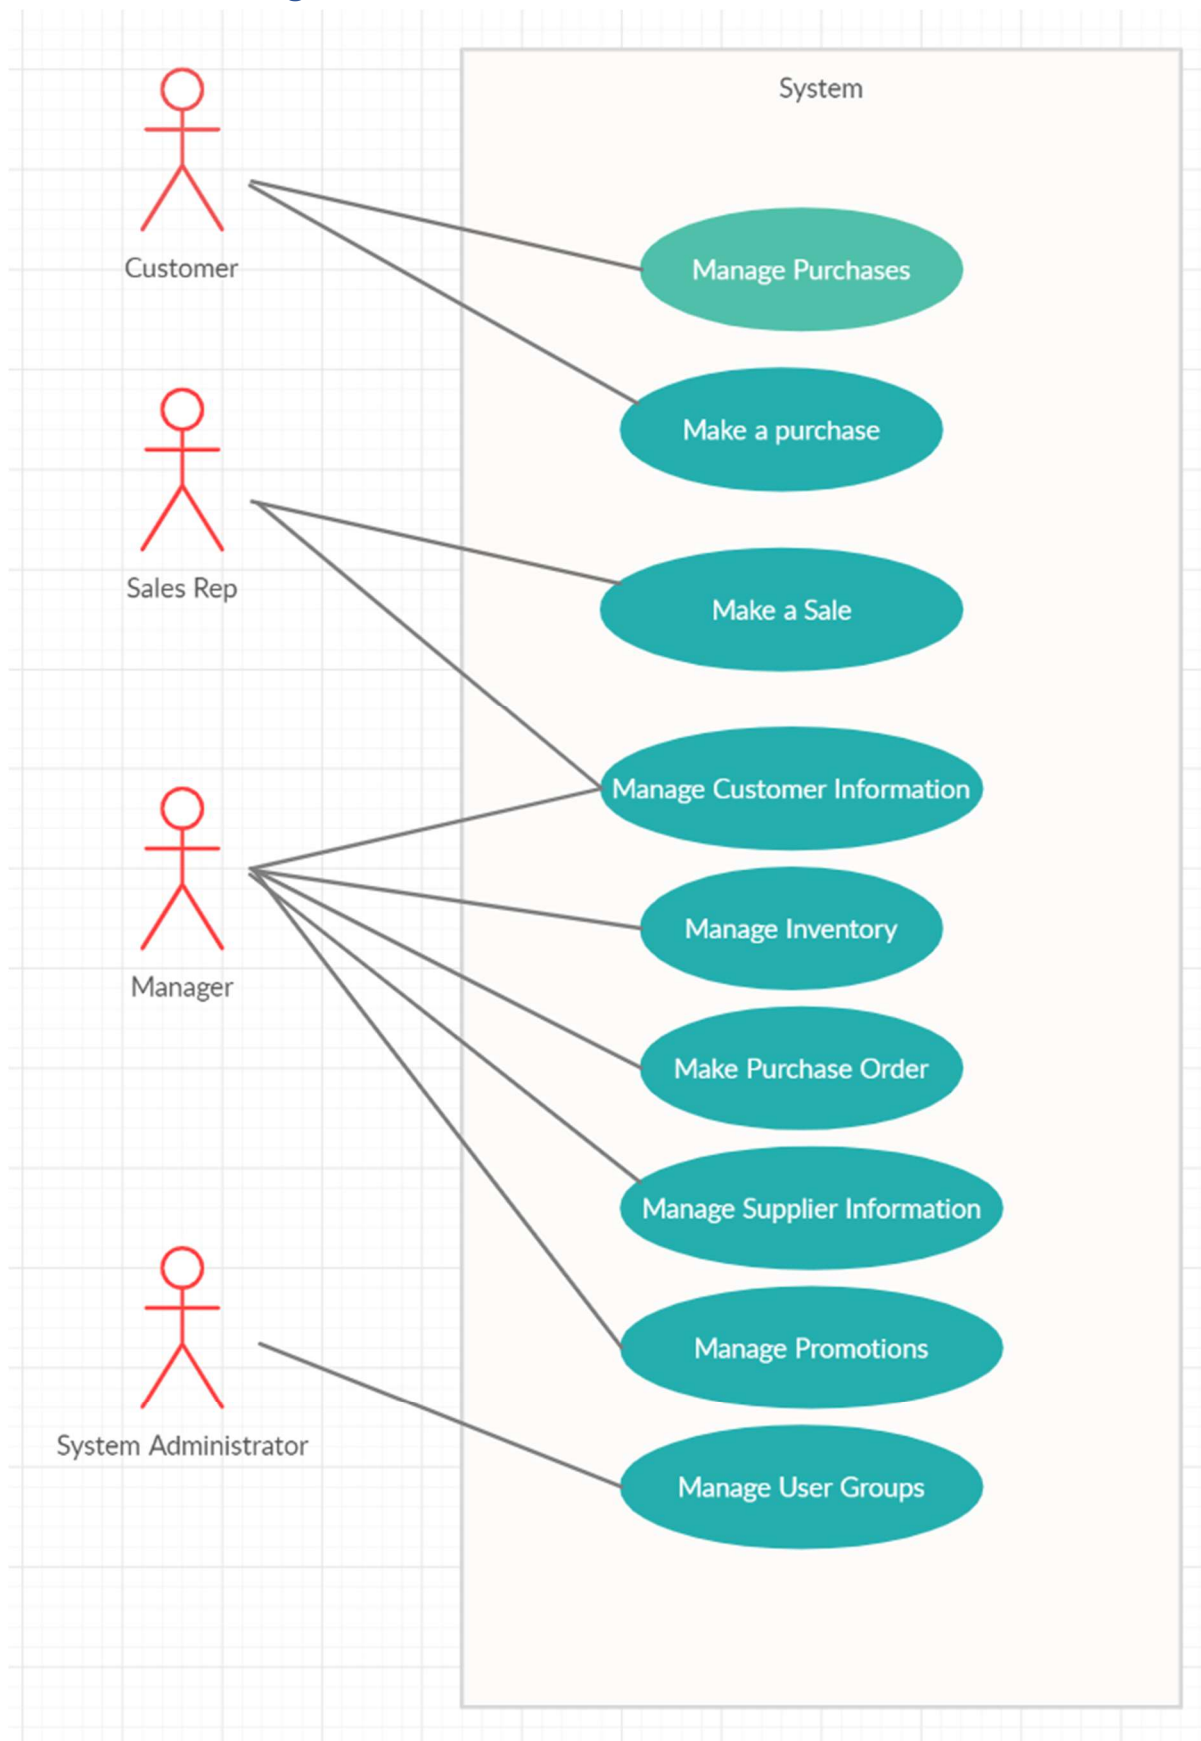 System
Customer
Manage Purchases
Make a purchase
Sales Rep
Make a Sale
Manage Customer Information
Manage Inventory
Manager
Make Purchase Order
Manage Supplier Information
Manage Promotions
System Administrator
Manage User Groups